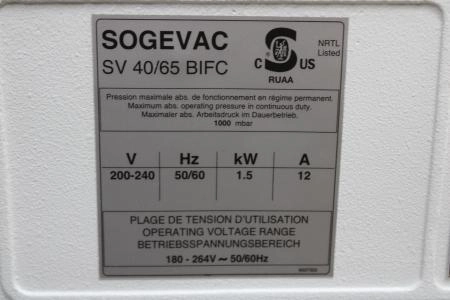 SOGEVAC
SV 40/65 BIFC
C US
NRTL
Listed
RUAA
Pression maximale abs. de fonctionnement en régime permanent.
Maximum abs. operating pressure in continuous duty.
Maximaler abs. Arbeitsdruck im Dauerbetrieb.
1000 mbar
V Hz kW A
200-240 50/60 1.5 12
PLAGE DE TENSION D'UTILISATION
OPERATING VOLTAGE RANGE
BETRIEBSSPANNUNGSBEREICH
180 - 264V ~ 50/60Hz